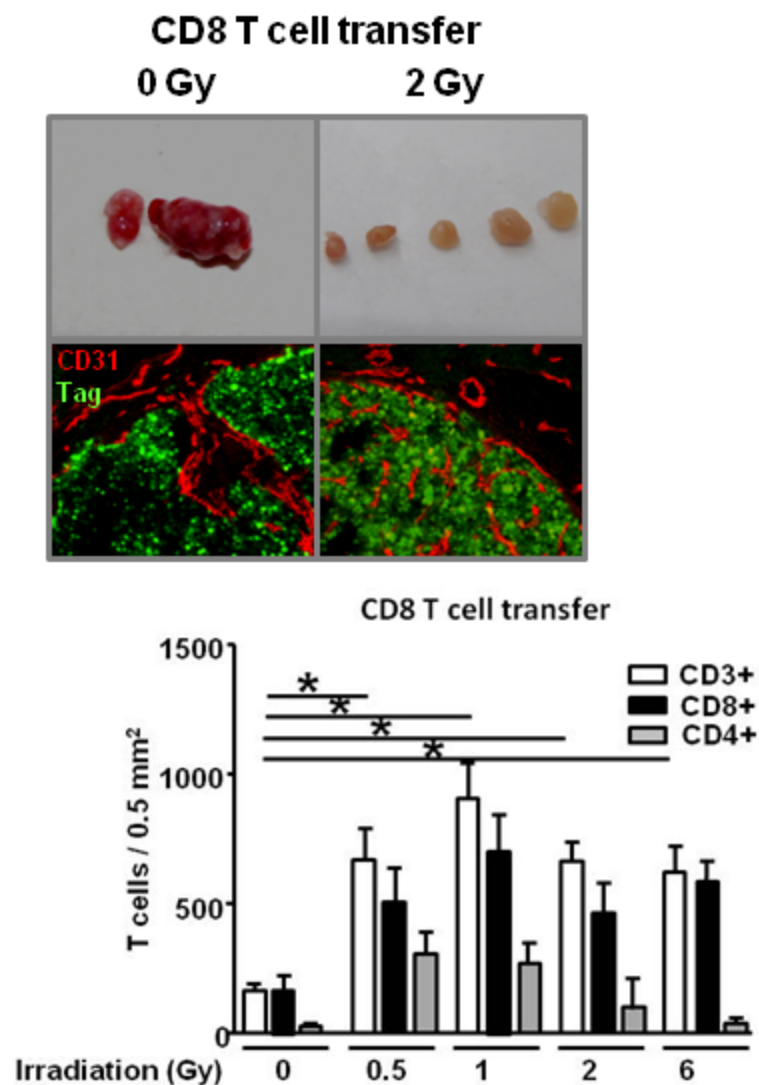 CD8 T cell transfer
0 Gy 2 Gy
CD31
Tag
CD8 T cell transfer
1500
1000
500
0
T cells / 0.5 mm²
* * * *
CD3+
CD8+
CD4+
Irradiation (Gy) 0 0.5 1 2 6